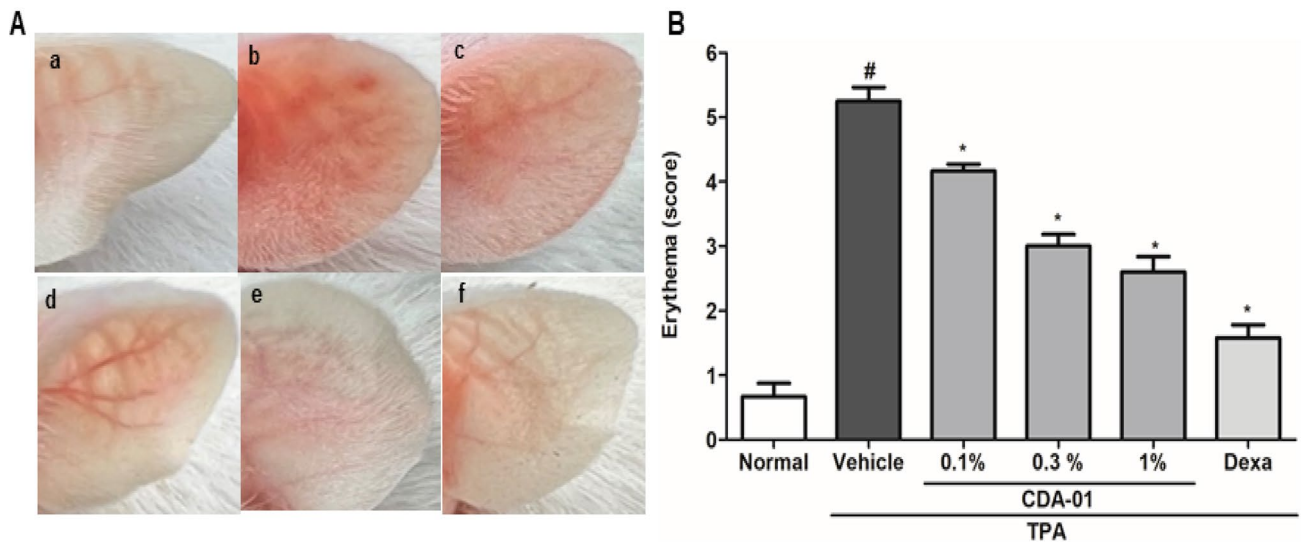 A
a
b
c
d
e
f
B
Erythema (score)
6
5
4
3
2
1
0
#
*
*
*
*
Normal Vehicle 0.1% 0.3 % 1% Dexa
CDA-01
TPA